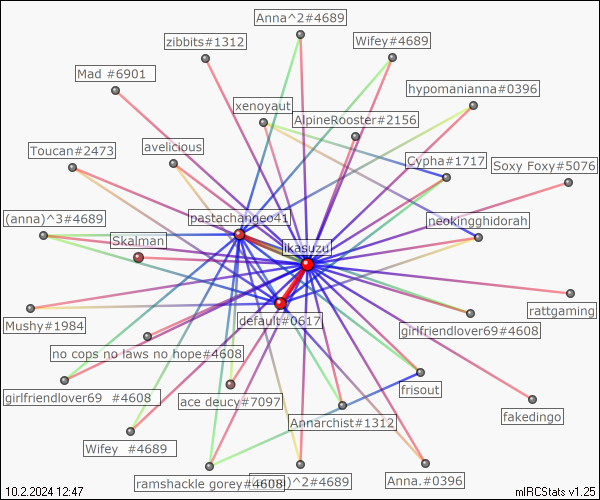 Anna^2#4689
zibbits#1312
Wifey#4689
Mad #6901
hypomanianna#0396
xenoyaut
AlpineRooster#2156
Toucan#2473
avelicious
Cypha#1717
Soxy Foxy#5076
(anna)^3#4689
pastachangeo41
neokingghidorah
Skalman
ikasuzu
rattgaming
default#0617
Mushy#1984
girlfriendlover69#4608
no cops no laws no hope#4608
girlfriendlover69 #4608
frisout
ace deucy#7097
fakedingo
Annarchist#1312
Wifey #4689
ramshackle gorey#4608
)^2#4689
Anna.#0396
10.2.2024 12:47
mIRCStats v1.25